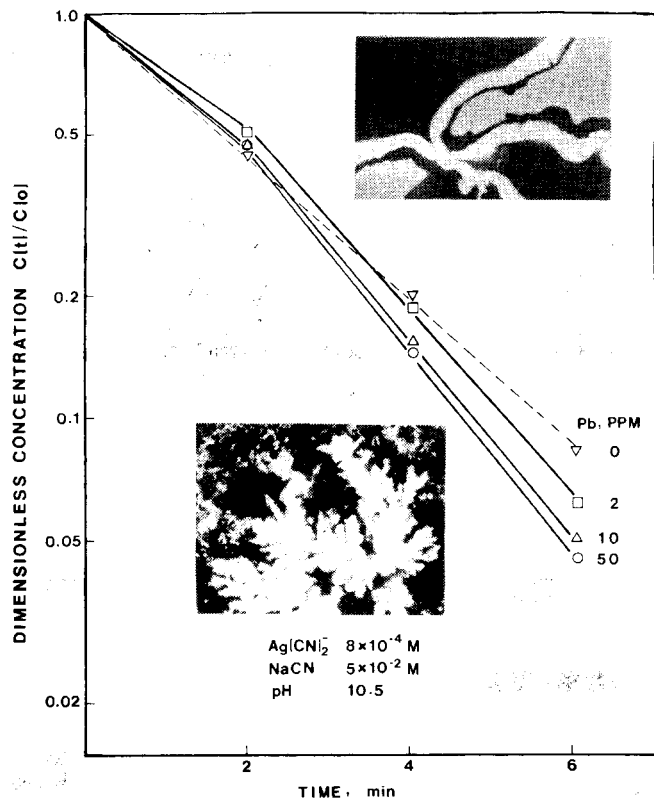 1.0
0.5
0.2
0.1
0.05
0.02
DIMENSIONLESS CONCENTRATION C[t]/C[o]
Pb, PPM
0
2
10
50
Ag[CN]₂⁻ 8×10⁻⁴ M
NaCN 5×10⁻² M
pH 10·5
2 4 6
TIME, min